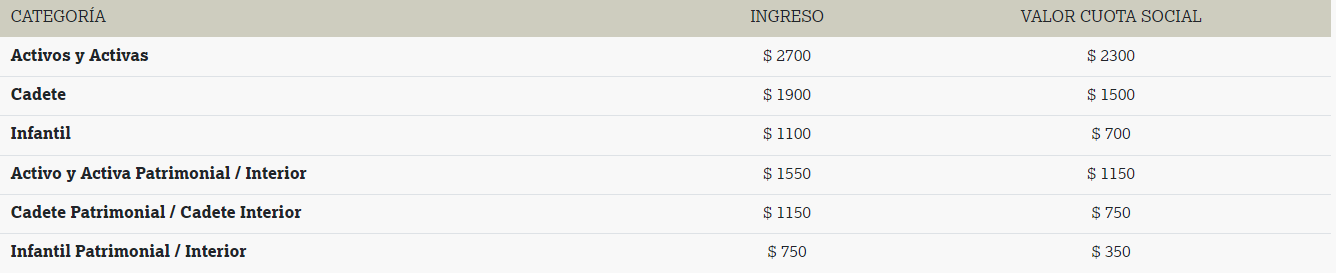 CATEGORÍA INGRESO VALOR CUOTA SOCIAL
Activos y Activas $ 2700 $ 2300
Cadete $ 1900 $ 1500
Infantil $ 1100 $ 700
Activo y Activa Patrimonial / Interior $ 1550 $ 1150
Cadete Patrimonial / Cadete Interior $ 1150 $ 750
Infantil Patrimonial / Interior $ 750 $ 350